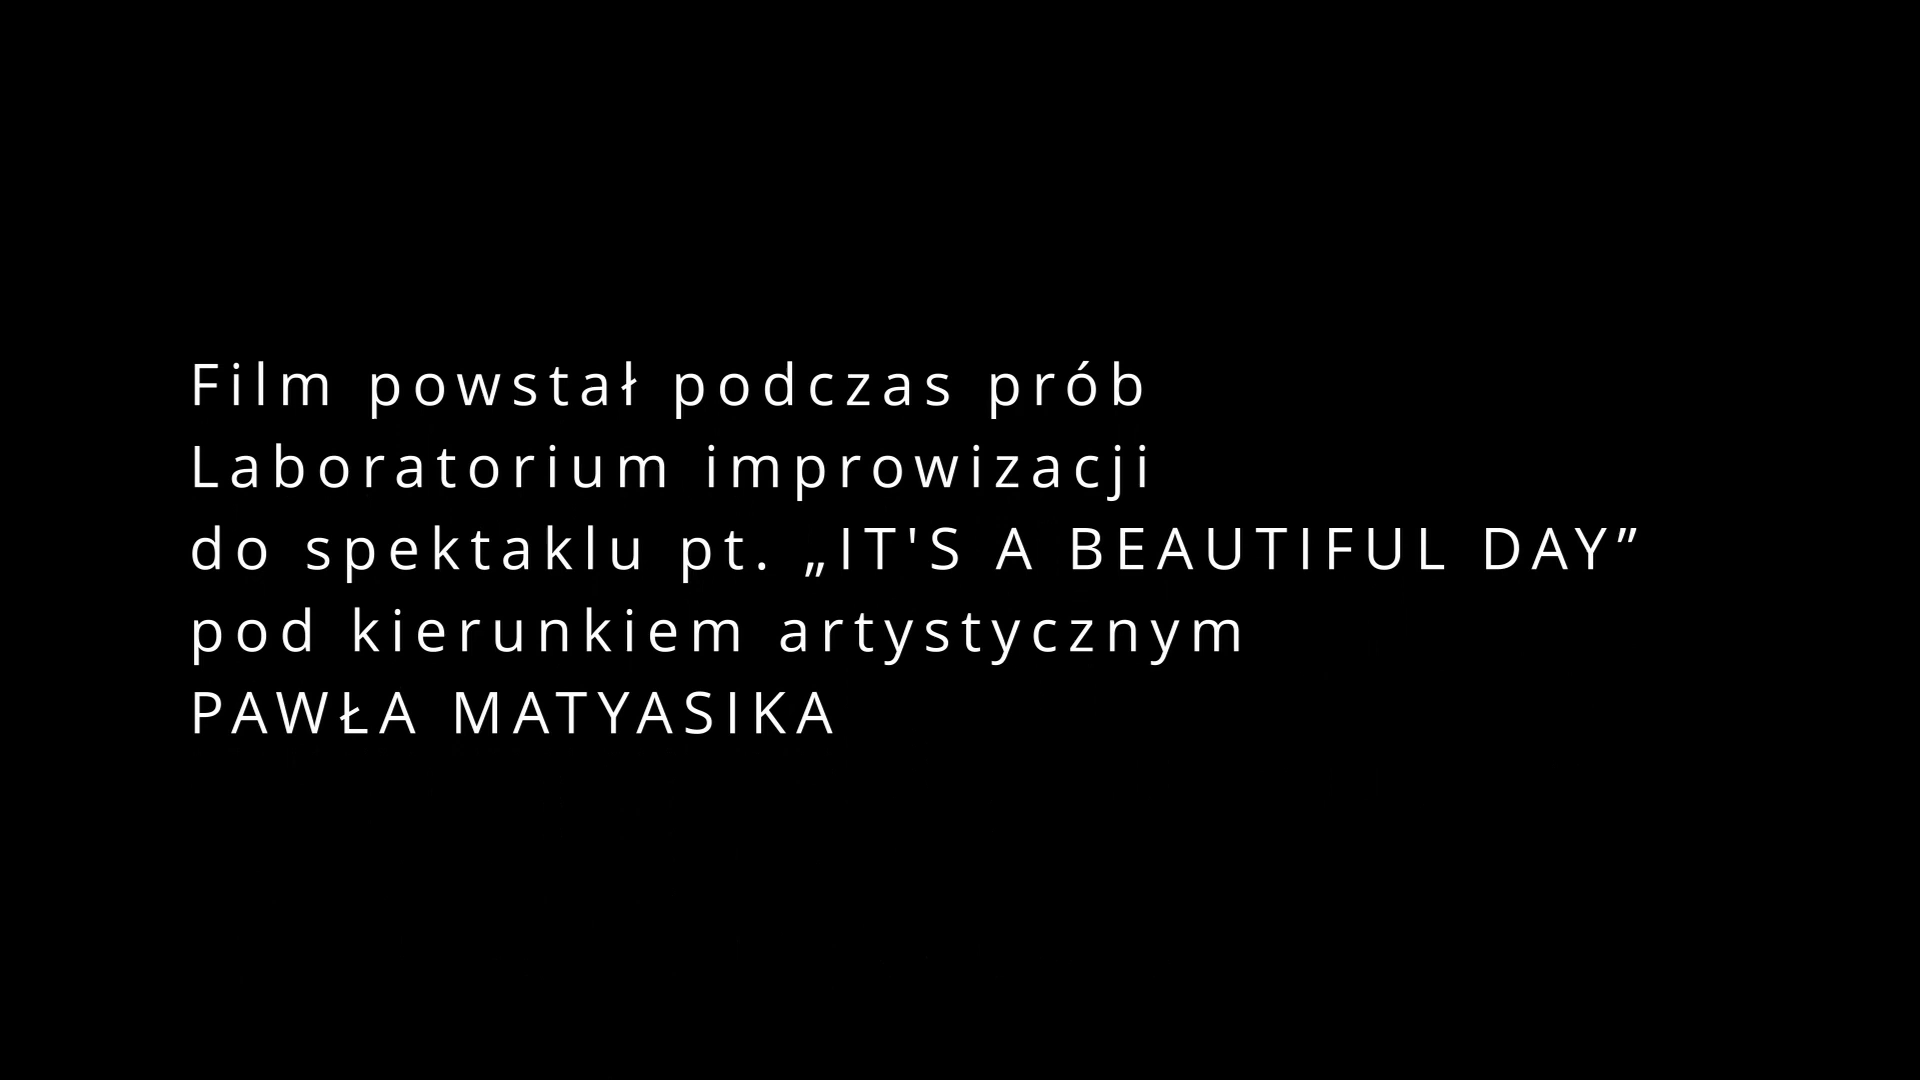 Film powstał podczas prób
Laboratorium improwizacji
do spektaklu pt. „IT'S A BEAUTIFUL DAY”
pod kierunkiem artystycznym
PAWŁA MATYASIKA